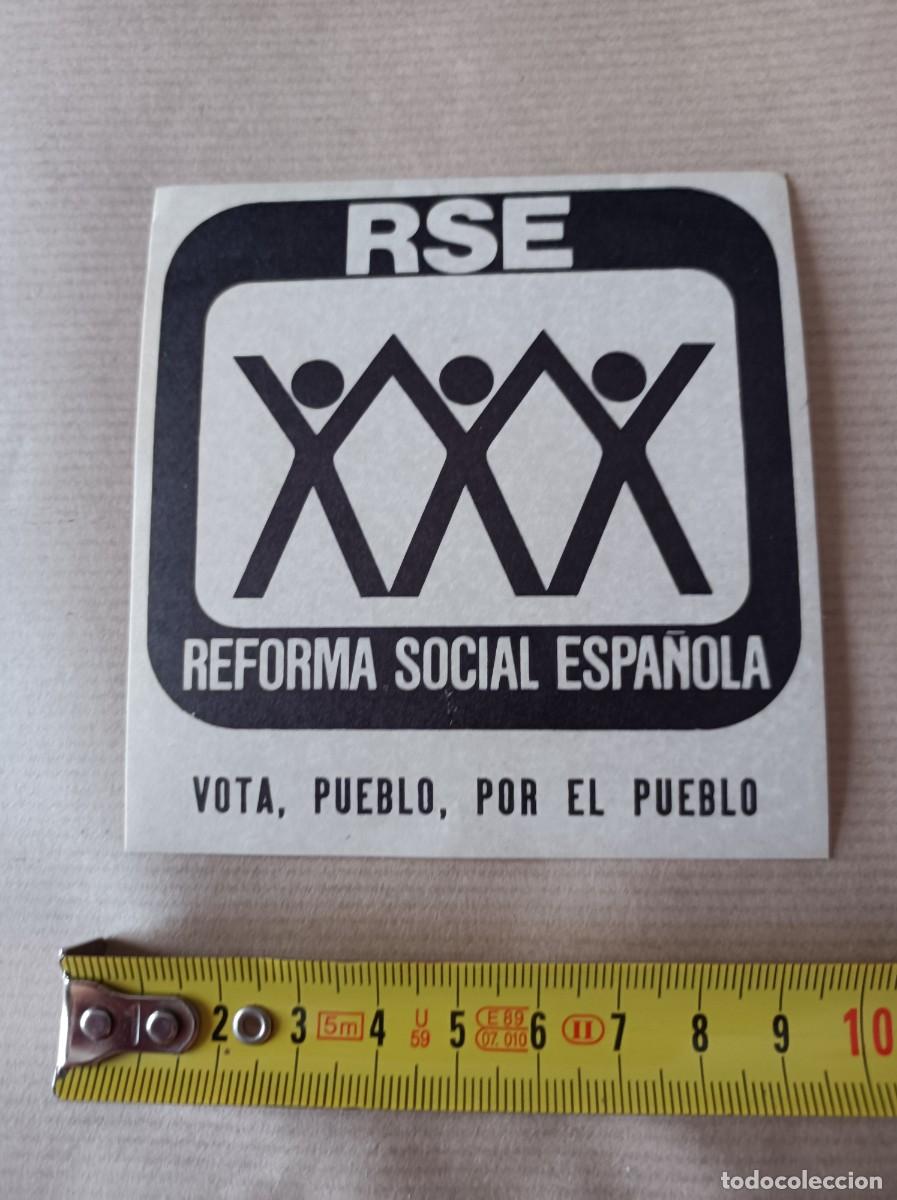 RSE
REFORMA SOCIAL ESPAÑOLA
VOTA, PUEBLO, POR EL PUEBLO
2 3 5m 4 U 59 5 E 89 07.010 6 II 7 8 9 10
todocoleccion